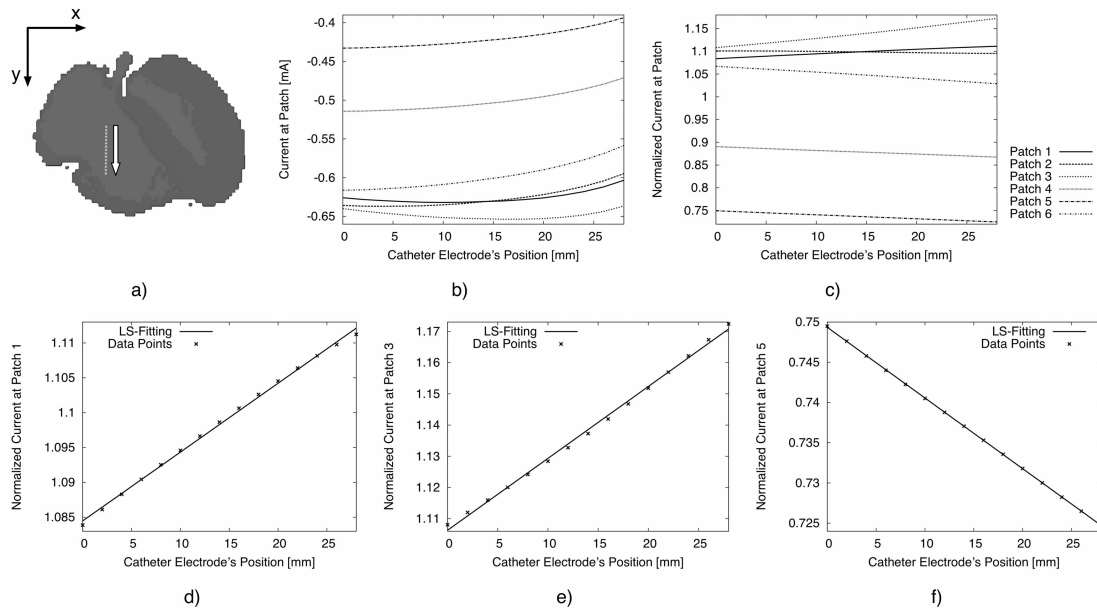 x
y
a)
Current at Patch [mA]
-0.4
-0.45
-0.5
-0.55
-0.6
-0.65
0 5 10 15 20 25
Catheter Electrode's Position [mm]
b)
Normalized Current at Patch
1.15
1.1
1.05
1
0.95
0.9
0.85
0.8
0.75
0 5 10 15 20 25
Catheter Electrode's Position [mm]
c)
Patch 1
Patch 2
Patch 3
Patch 4
Patch 5
Patch 6
Normalized Current at Patch 1
LS-Fitting
Data Points
1.11
1.105
1.1
1.095
1.09
1.085
0 5 10 15 20 25
Catheter Electrode's Position [mm]
d)
Normalized Current at Patch 3
LS-Fitting
Data Points
1.17
1.16
1.15
1.14
1.13
1.12
1.11
0 5 10 15 20 25
Catheter Electrode's Position [mm]
e)
Normalized Current at Patch 5
LS-Fitting
Data Points
0.75
0.745
0.74
0.735
0.73
0.725
0 5 10 15 20 25
Catheter Electrode's Position [mm]
f)